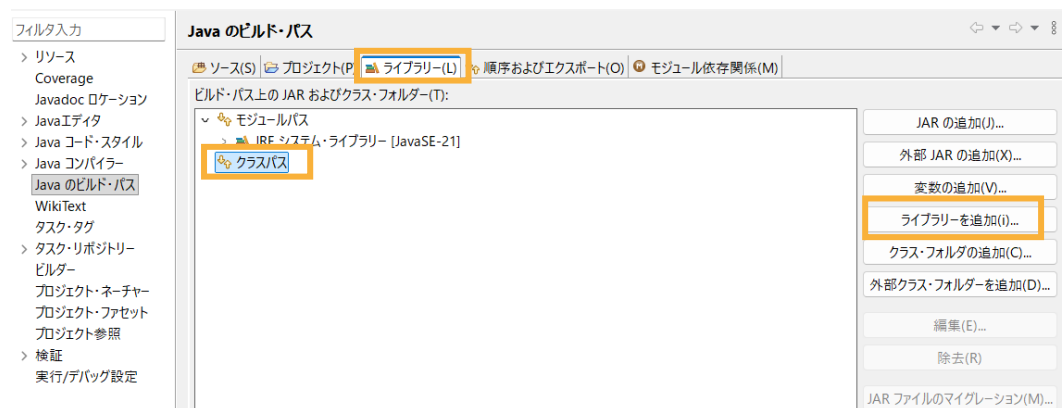 フィルタ入力
Java のビルド・パス
リソース
Coverage
Javadoc ロケーション
Javaエディタ
Java コード・スタイル
Java コンパイラー
Java のビルド・パス
WikiText
タスク・タグ
タスク・リポジトリー
ビルダー
プロジェクト・ネーチャー
プロジェクト・ファセット
プロジェクト参照
検証
実行/デバッグ設定
ソース(S) プロジェクト(P) ライブラリー(L) 順序およびエクスポート(O) モジュール依存関係(M)
ビルド・パス上の JAR およびクラス・フォルダー(T):
モジュールパス
JRE システム・ライブラリー [JavaSE-21]
クラスパス
JAR の追加(J)...
外部 JAR の追加(X)...
変数の追加(V)...
ライブラリーを追加(i)...
クラス・フォルダの追加(C)...
外部クラス・フォルダーを追加(D)...
編集(E)...
除去(R)
JAR ファイルのマイグレーション(M)...